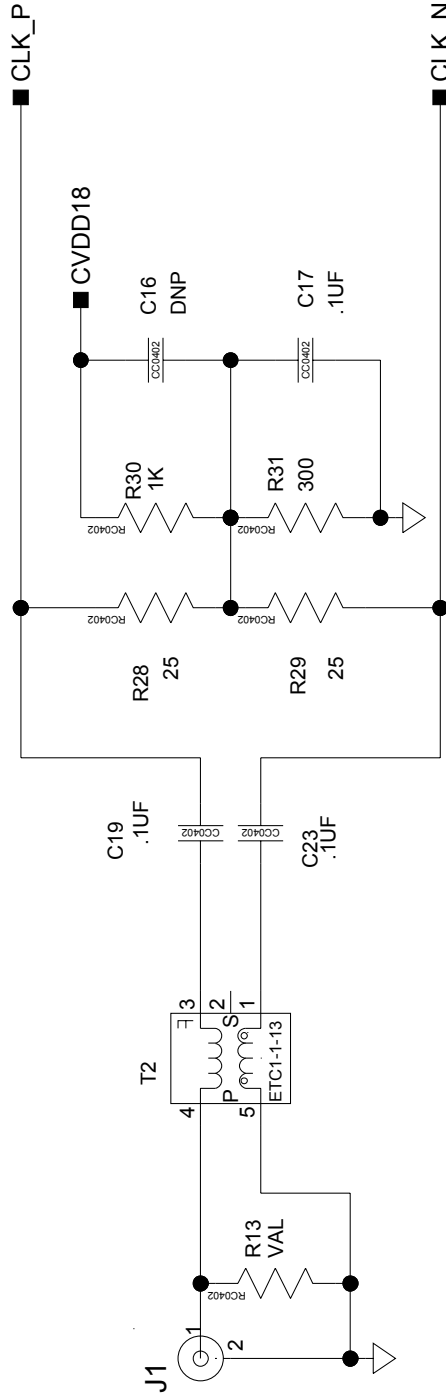 J1
1
2
R13
VAL
RC0402
T2
4
3
2
5
1
P
S
ETC1-1-13
C19
.1UF
CC0402
CC0402
C23
.1UF
R28
25
RC0402
R29
25
RC0402
R30
1K
RC0402
R31
300
RC0402
C16
DNP
CC0402
C17
.1UF
CC0402
CVDD18
CLK_P
CLK_N